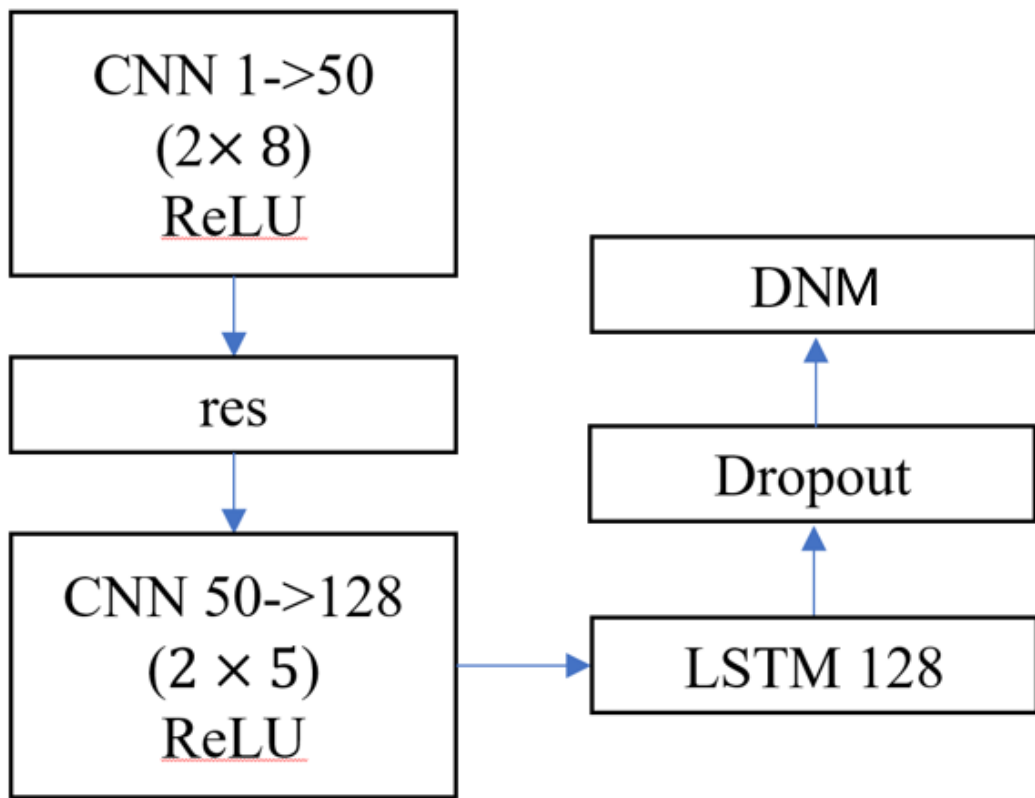 CNN 1->50
(2× 8)
ReLU
res
CNN 50->128
(2 × 5)
ReLU
LSTM 128
Dropout
DNM